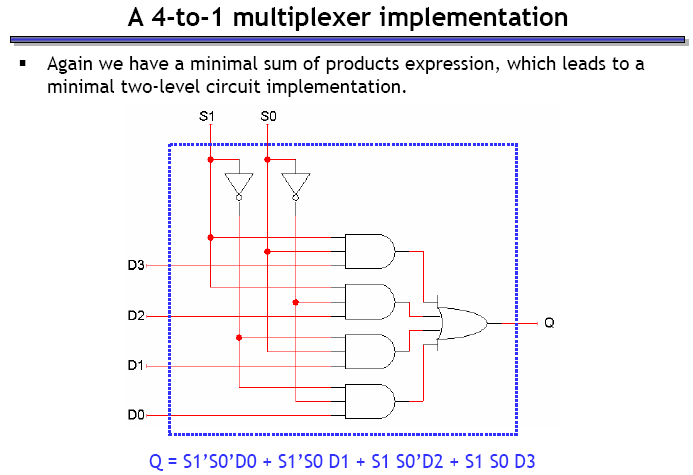 A 4-to-1 multiplexer implementation
▪ Again we have a minimal sum of products expression, which leads to a
minimal two-level circuit implementation.
S1 S0
D3
D2
Q
D1
D0
Q = S1’S0’D0 + S1’S0 D1 + S1 S0’D2 + S1 S0 D3